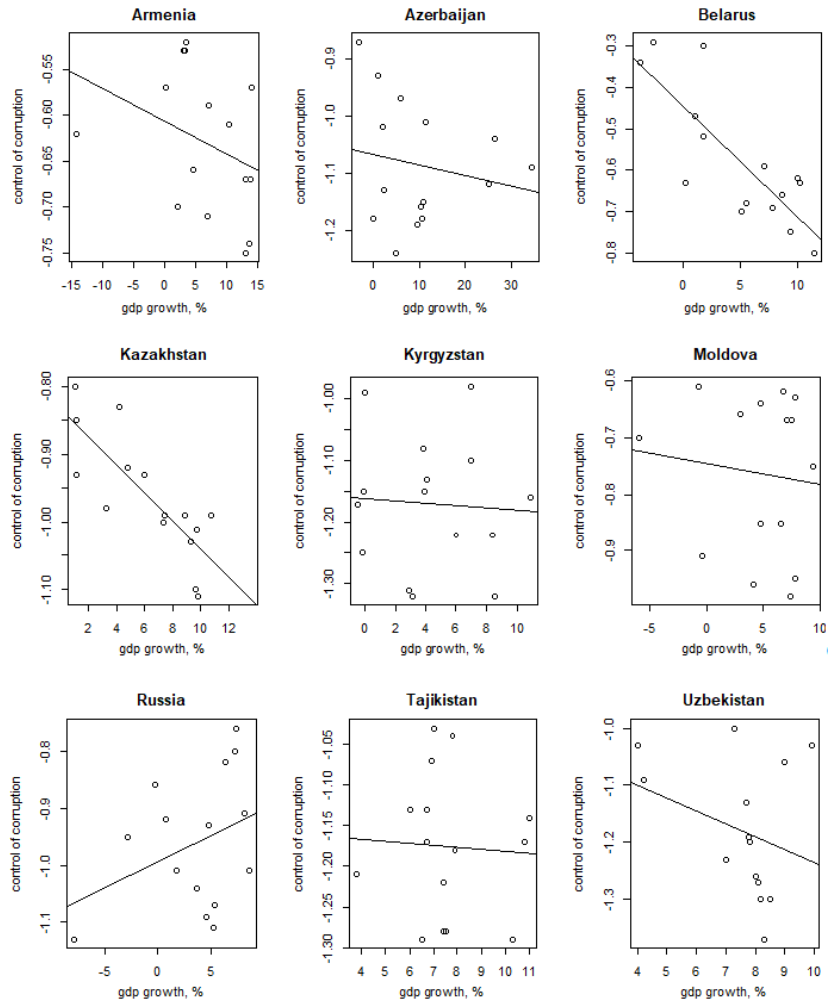 Armenia
control of corruption
-0.55
-0.60
-0.65
-0.70
-0.75
-15 -5 0 5 10 15
gdp growth, %
Azerbaijan
control of corruption
-0.9
-1.0
-1.1
-1.2
0 10 20 30
gdp growth, %
Belarus
control of corruption
-0.3
-0.4
-0.5
-0.6
-0.7
-0.8
0 5 10
gdp growth, %
Kazakhstan
control of corruption
-0.80
-0.90
-1.00
-1.10
2 4 6 8 10 12
gdp growth, %
Kyrgyzstan
control of corruption
-1.00
-1.10
-1.20
-1.30
0 2 4 6 8 10
gdp growth, %
Moldova
control of corruption
-0.6
-0.7
-0.8
-0.9
-5 0 5 10
gdp growth, %
Russia
control of corruption
-0.8
-0.9
-1.0
-1.1
-5 0 5
gdp growth, %
Tajikistan
control of corruption
-1.05
-1.10
-1.15
-1.20
-1.25
-1.30
4 5 6 7 8 9 10 11
gdp growth, %
Uzbekistan
control of corruption
-1.0
-1.1
-1.2
-1.3
4 5 6 7 8 9 10
gdp growth, %